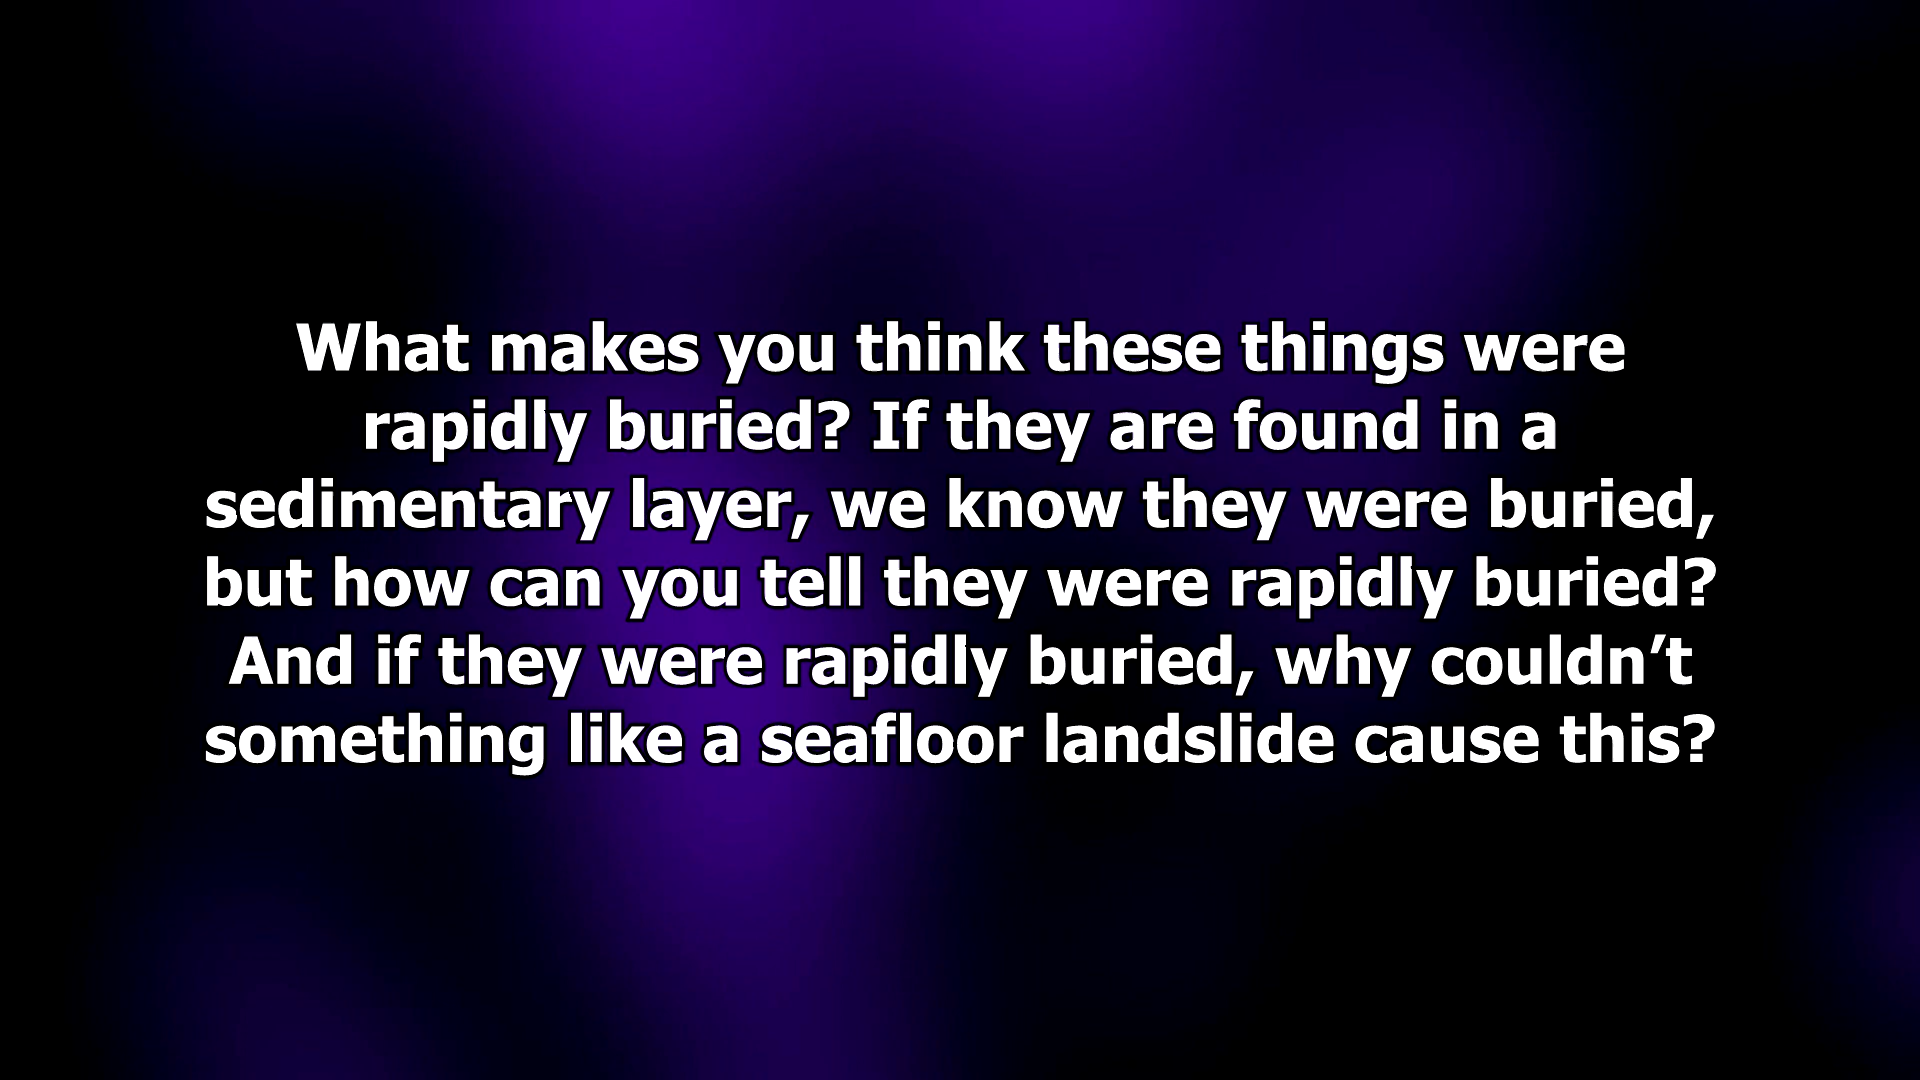 What makes you think these things were
rapidly buried? If they are found in a
sedimentary layer, we know they were buried,
but how can you tell they were rapidly buried?
And if they were rapidly buried, why couldn’t
something like a seafloor landslide cause this?